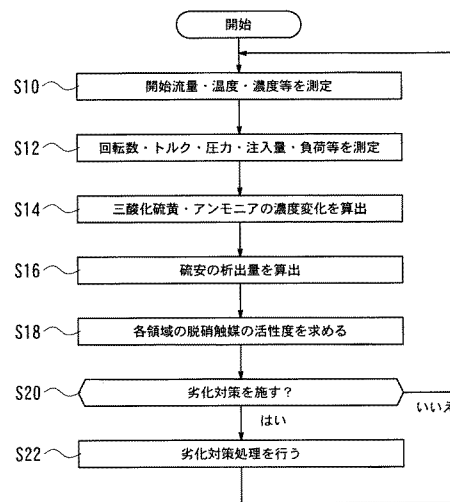 開始
S10 開始流量・温度・濃度等を測定
S12 回転数・トルク・圧力・注入量・負荷等を測定
S14 三酸化硫黄・アンモニアの濃度変化を算出
S16 硫安の析出量を算出
S18 各領域の脱硝触媒の活性度を求める
S20 劣化対策を施す？
いいえ
はい
S22 劣化対策処理を行う